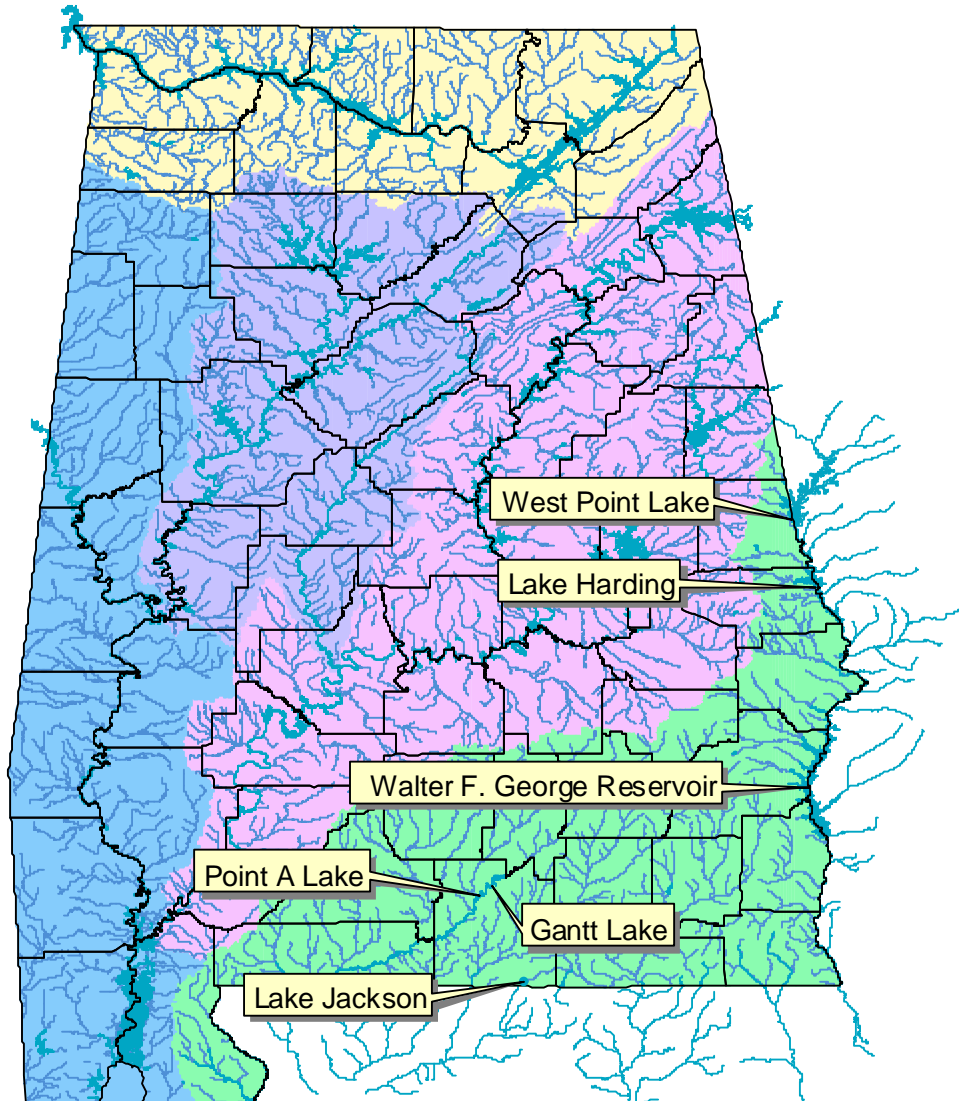 West Point Lake
Lake Harding
Walter F. George Reservoir
Point A Lake
Gantt Lake
Lake Jackson